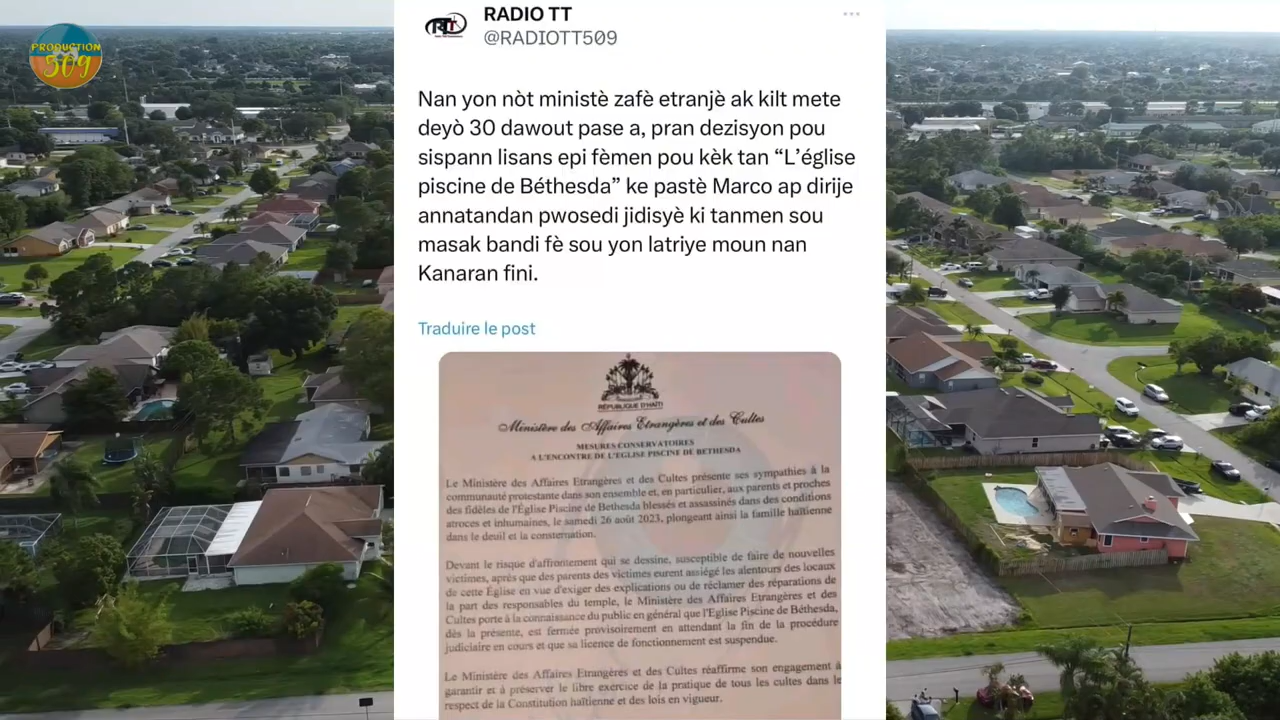 PRODUCTION
509
RADIO TT
@RADIOTT509
Nan yon nòt ministè zafè etranjè ak kilt mete
deyò 30 dawout pase a, pran dezisyon pou
sispann lisans epi fèmen pou kèk tan “L’église
piscine de Béthesda” ke pastè Marco ap dirije
annatandan pwosedi jidisyè ki tanmen sou
masak bandi fè sou yon latriye moun nan
Kanaran fini.
Traduire le post
RÉPUBLIQUE D'HAÏTI
Ministère des Affaires Etrangères et des Cultes
MESURES CONSERVATOIRES
A L'ENCONTRE DE L'EGLISE PISCINE DE BETHESDA
Le Ministère des Affaires Etrangères et des Cultes présente ses sympathies à la
communauté protestante dans son ensemble et, en particulier, aux parents et proches
des fidèles de l'Église Piscine de Bethesda blessés et assassinés dans des conditions
atroces et inhumaines, le samedi 26 août 2023, plongeant ainsi la famille haïtienne
dans le deuil et la consternation.
Devant le risque d'affrontement qui se dessine, susceptible de faire de nouvelles
victimes, après que des parents des victimes eurent assiégé les alentours des locaux
de cette Église en vue d'exiger des explications ou de réclamer des réparations de
la part des responsables du temple, le Ministère des Affaires Etrangères et des
Cultes porte à la connaissance du public en général que l'Eglise Piscine de Béthesda,
dès la présente, est fermée provisoirement en attendant la fin de la procédure
judiciaire en cours et que sa licence de fonctionnement est suspendue.
Le Ministère des Affaires Etrangères et des Cultes réaffirme son engagement à
garantir et à préserver le libre exercice de la pratique de tous les cultes dans le
respect de la Constitution haïtienne et des lois en vigueur.